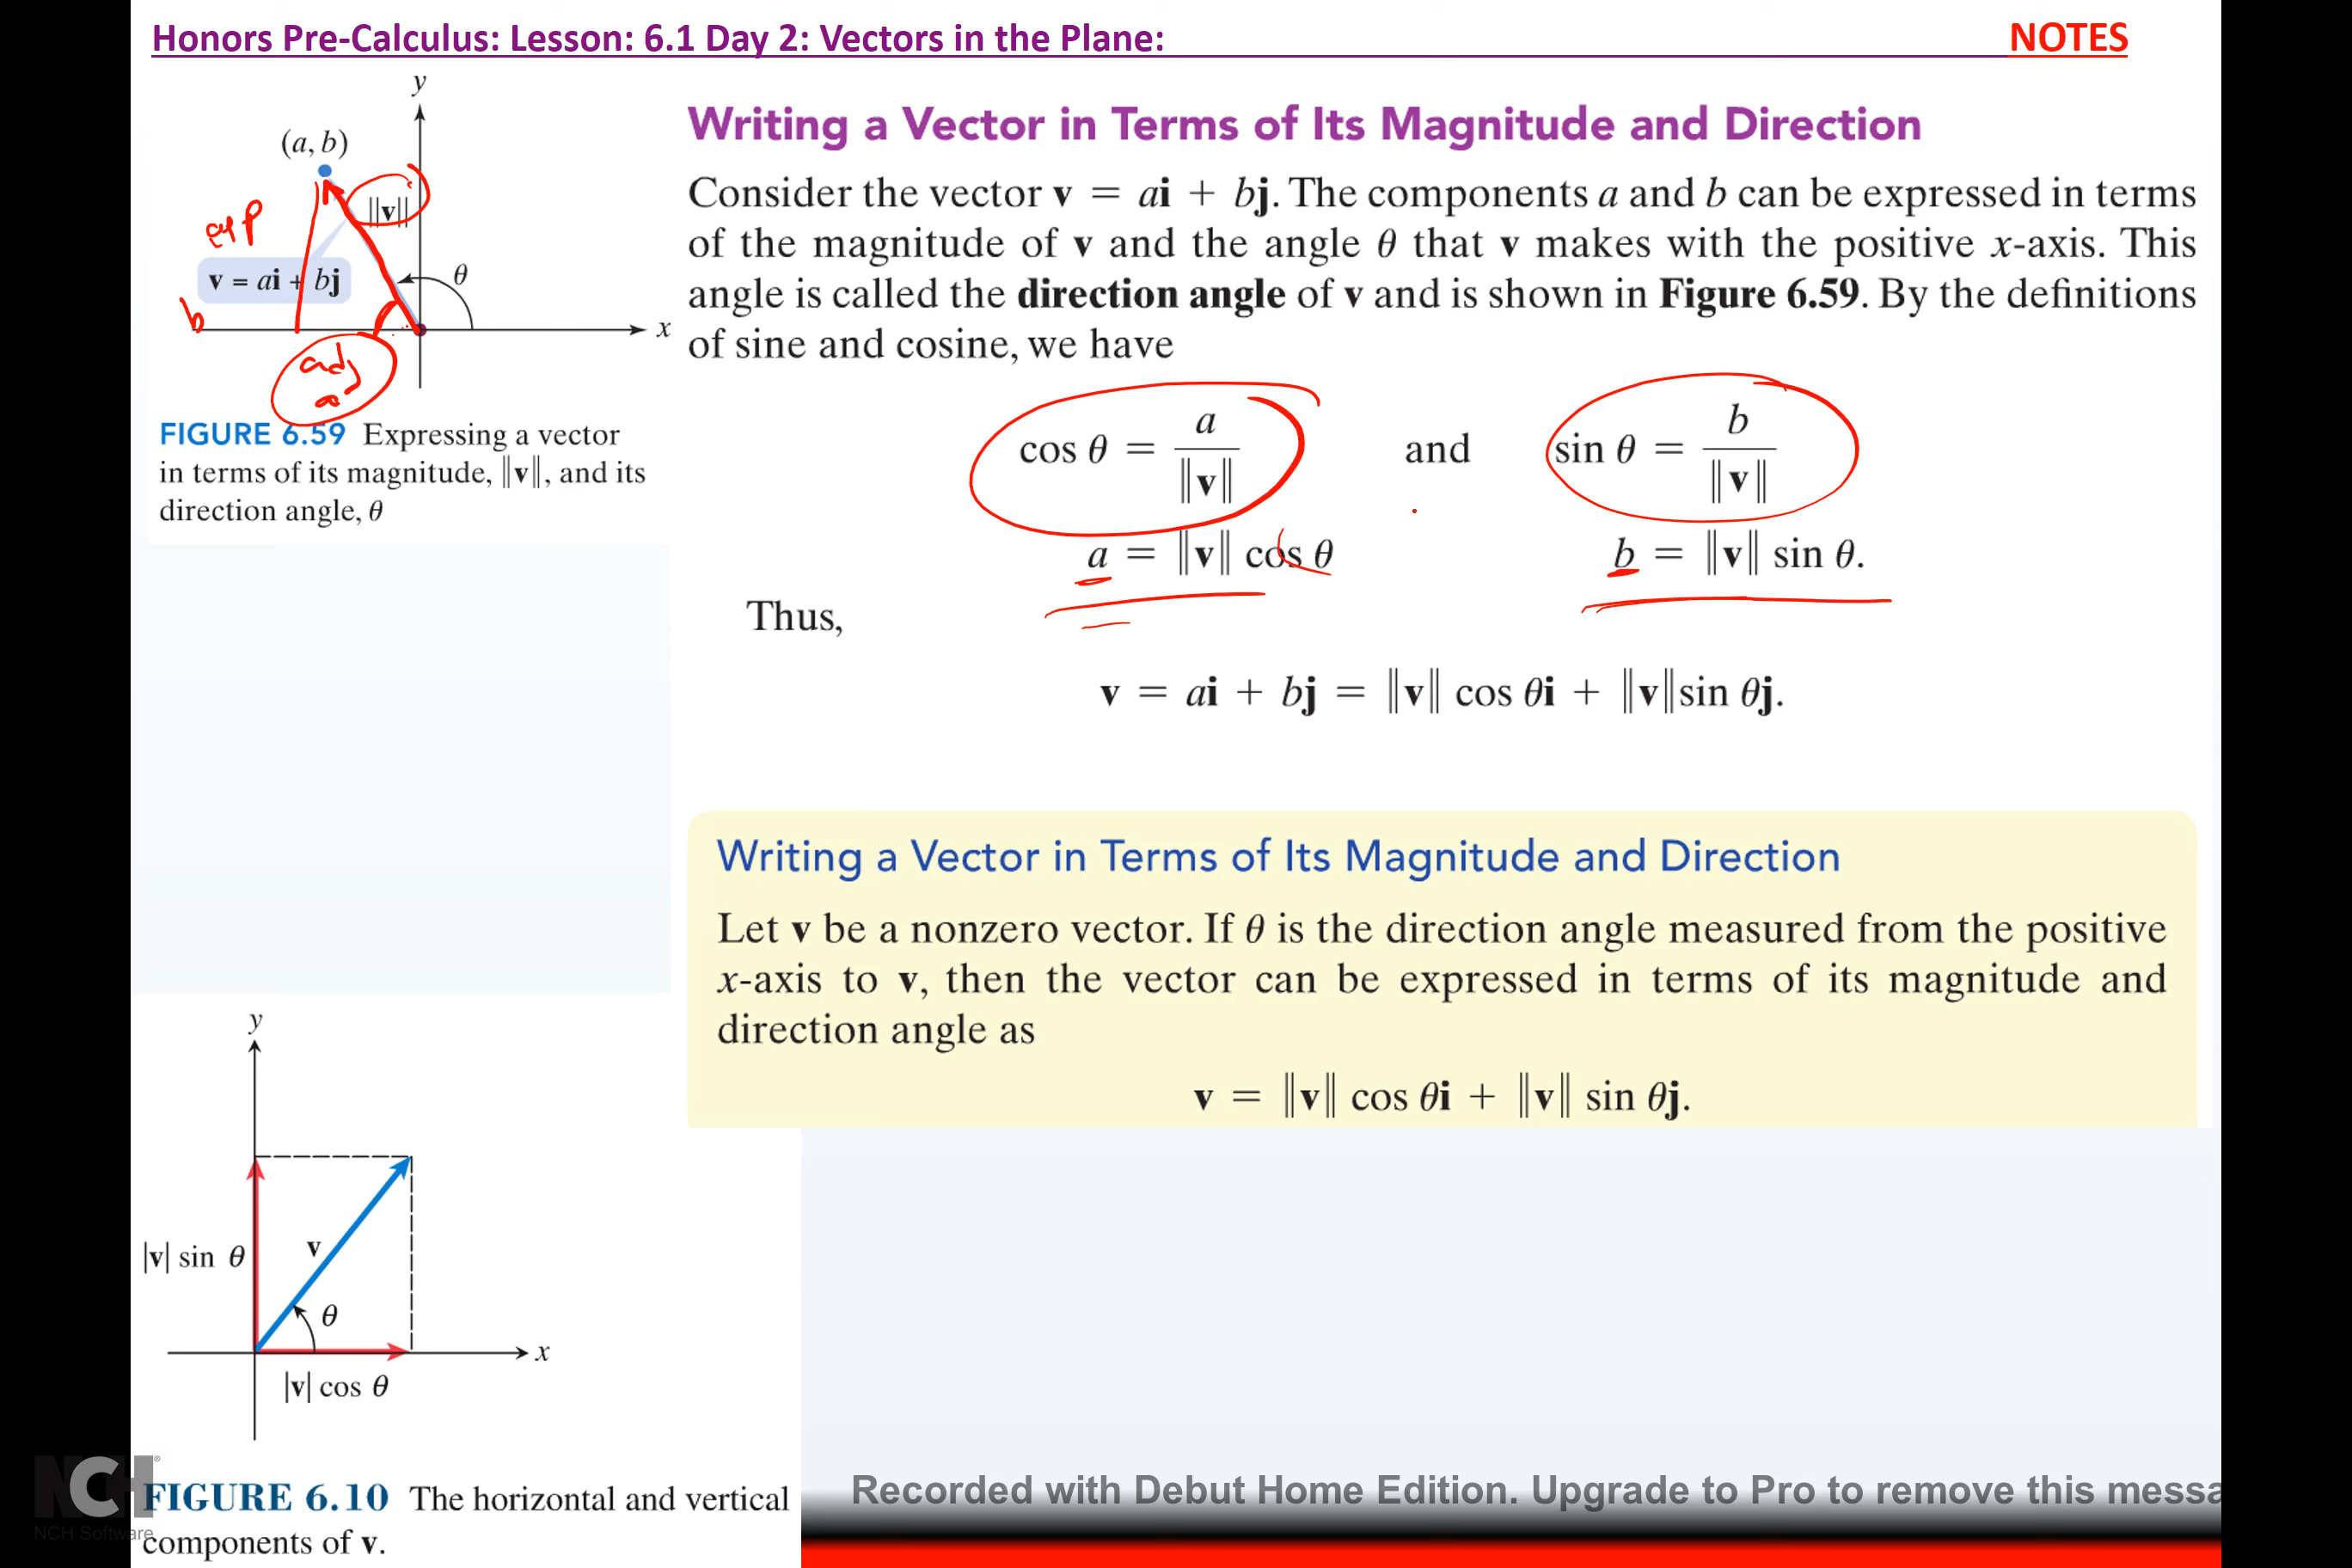 Honors Pre-Calculus: Lesson: 6.1 Day 2: Vectors in the Plane: NOTES
y
(a, b)
‖v‖
opp
v = ai + bj
θ
b
x
adj
a
FIGURE 6.59 Expressing a vector
in terms of its magnitude, ‖v‖, and its
direction angle, θ
Writing a Vector in Terms of Its Magnitude and Direction
Consider the vector v = ai + bj. The components a and b can be expressed in terms
of the magnitude of v and the angle θ that v makes with the positive x-axis. This
angle is called the direction angle of v and is shown in Figure 6.59. By the definitions
of sine and cosine, we have
cos θ = a/‖v‖ and sin θ = b/‖v‖
a = ‖v‖ cos θ b = ‖v‖ sin θ.
Thus,
v = ai + bj = ‖v‖ cos θi + ‖v‖sin θj.
Writing a Vector in Terms of Its Magnitude and Direction
Let v be a nonzero vector. If θ is the direction angle measured from the positive
x-axis to v, then the vector can be expressed in terms of its magnitude and
direction angle as
v = ‖v‖ cos θi + ‖v‖ sin θj.
y
|v| sin θ
v
θ
x
|v| cos θ
FIGURE 6.10 The horizontal and vertical
components of v.
NCH
NCH Software
Recorded with Debut Home Edition. Upgrade to Pro to remove this messa